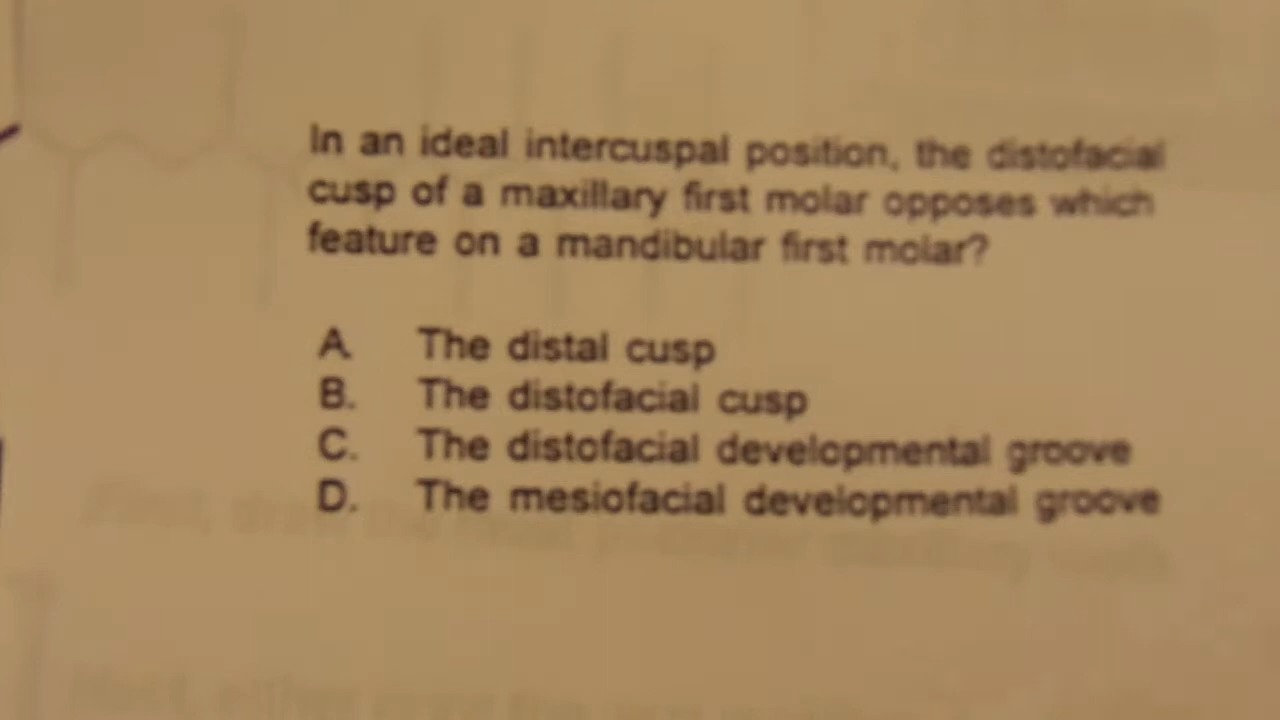 In an ideal intercuspal position, the distofacial
cusp of a maxillary first molar opposes which
feature on a mandibular first molar?
A. The distal cusp
B. The distofacial cusp
C. The distofacial developmental groove
D. The mesiofacial developmental groove